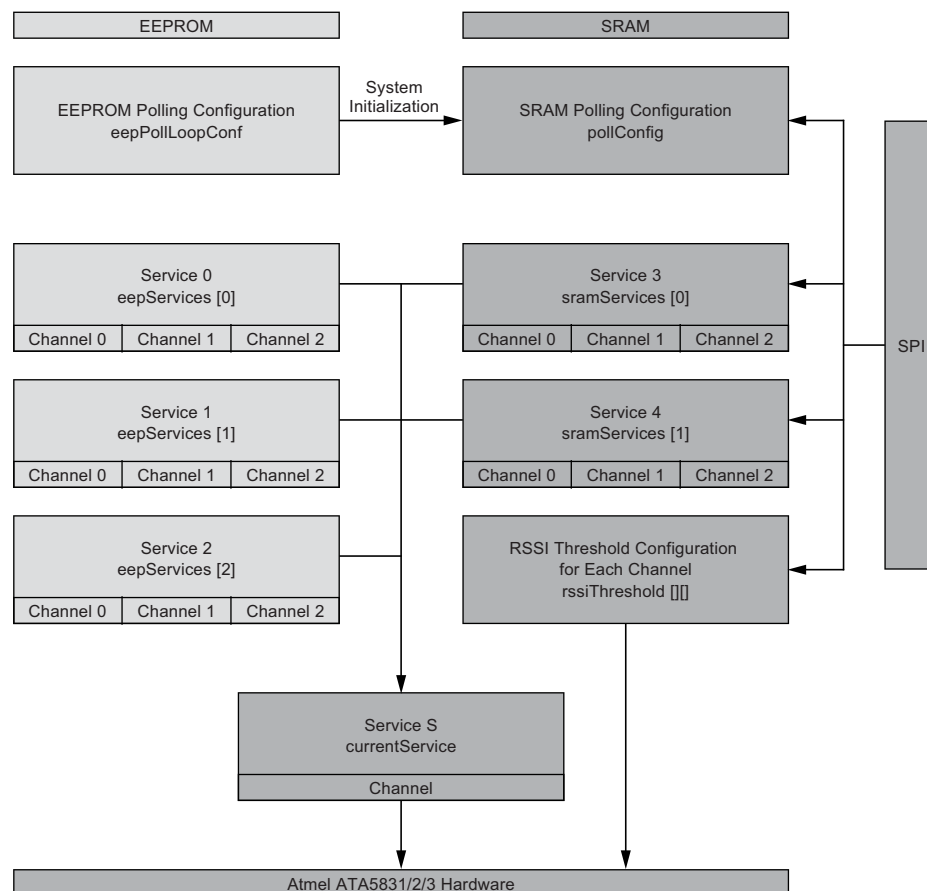 EEPROM
SRAM
EEPROM Polling Configuration
eepPollLoopConf
System
Initialization
SRAM Polling Configuration
pollConfig
Service 0
eepServices [0]
Channel 0 Channel 1 Channel 2
Service 3
sramServices [0]
Channel 0 Channel 1 Channel 2
SPI
Service 1
eepServices [1]
Channel 0 Channel 1 Channel 2
Service 4
sramServices [1]
Channel 0 Channel 1 Channel 2
Service 2
eepServices [2]
Channel 0 Channel 1 Channel 2
RSSI Threshold Configuration
for Each Channel
rssiThreshold [][]
Service S
currentService
Channel
Atmel ATA5831/2/3 Hardware